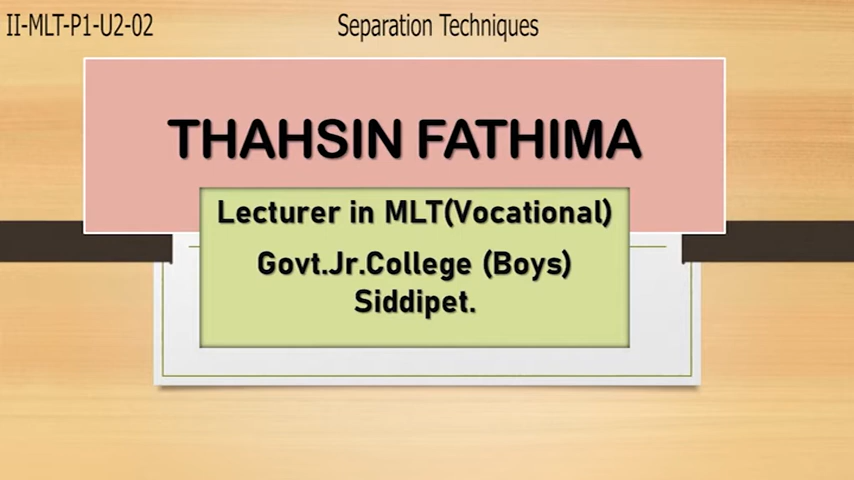 II-MLT-P1-U2-02
Separation Techniques
THAHSIN FATHIMA
Lecturer in MLT(Vocational)
Govt.Jr.College (Boys)
Siddipet.